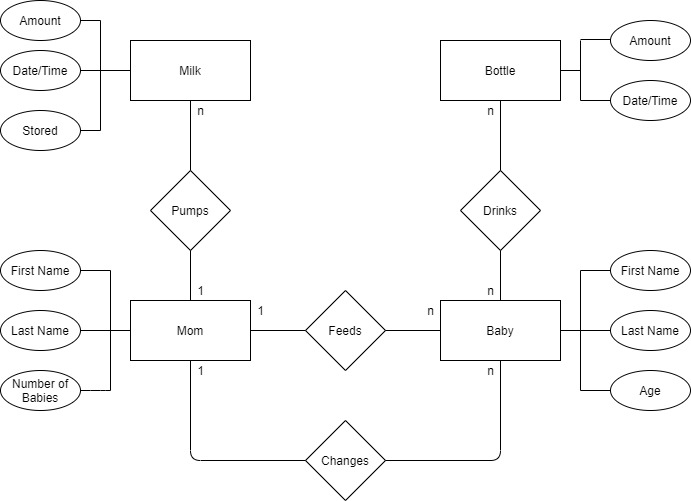 Amount
Milk
Bottle
Amount
Date/Time
Date/Time
Stored
n
n
Pumps
Drinks
1
n
First Name
First Name
1
n
Last Name
Mom
Feeds
Baby
Last Name
1
n
Number of
Babies
Age
Changes